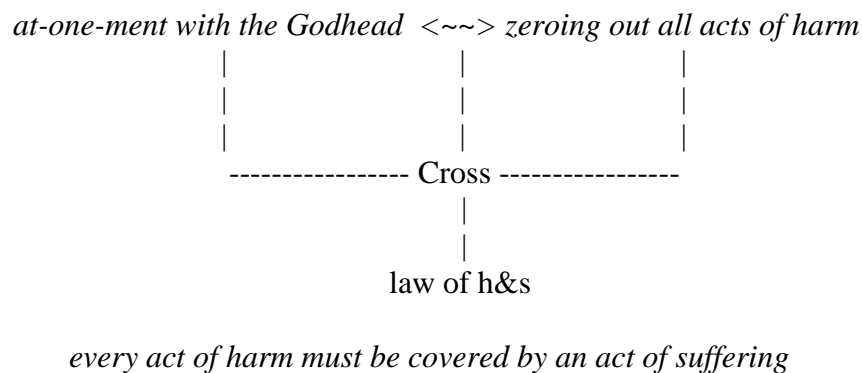 at-one-ment with the Godhead <~~> zeroing out all acts of harm
| | |
| | |
| | |
----------------- Cross -----------------
|
|
law of h&s
every act of harm must be covered by an act of suffering